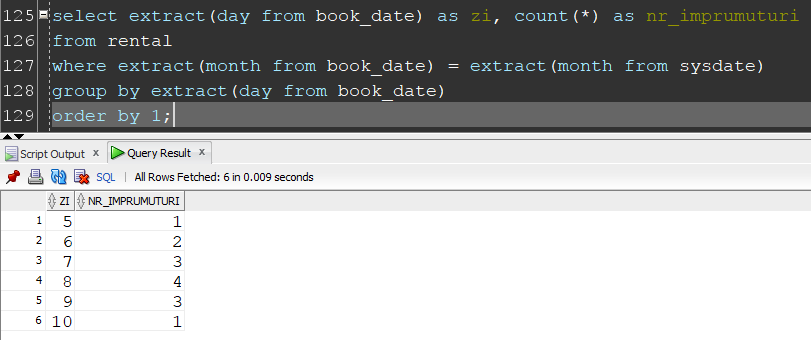 125 select extract(day from book_date) as zi, count(*) as nr_imprumuturi
126 from rental
127 where extract(month from book_date) = extract(month from sysdate)
128 group by extract(day from book_date)
129 order by 1;
Script Output x Query Result x
SQL | All Rows Fetched: 6 in 0.009 seconds
ZI NR_IMPRUMUTURI
1 5 1
2 6 2
3 7 3
4 8 4
5 9 3
6 10 1